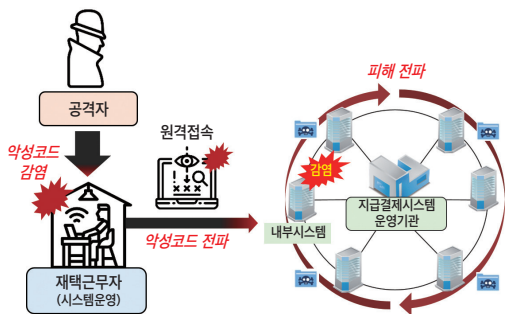 공격자
악성코드
감염
재택근무자
(시스템운영)
원격접속
×××
악성코드 전파
피해 전파
감염
내부시스템
지급결제시스템
운영기관